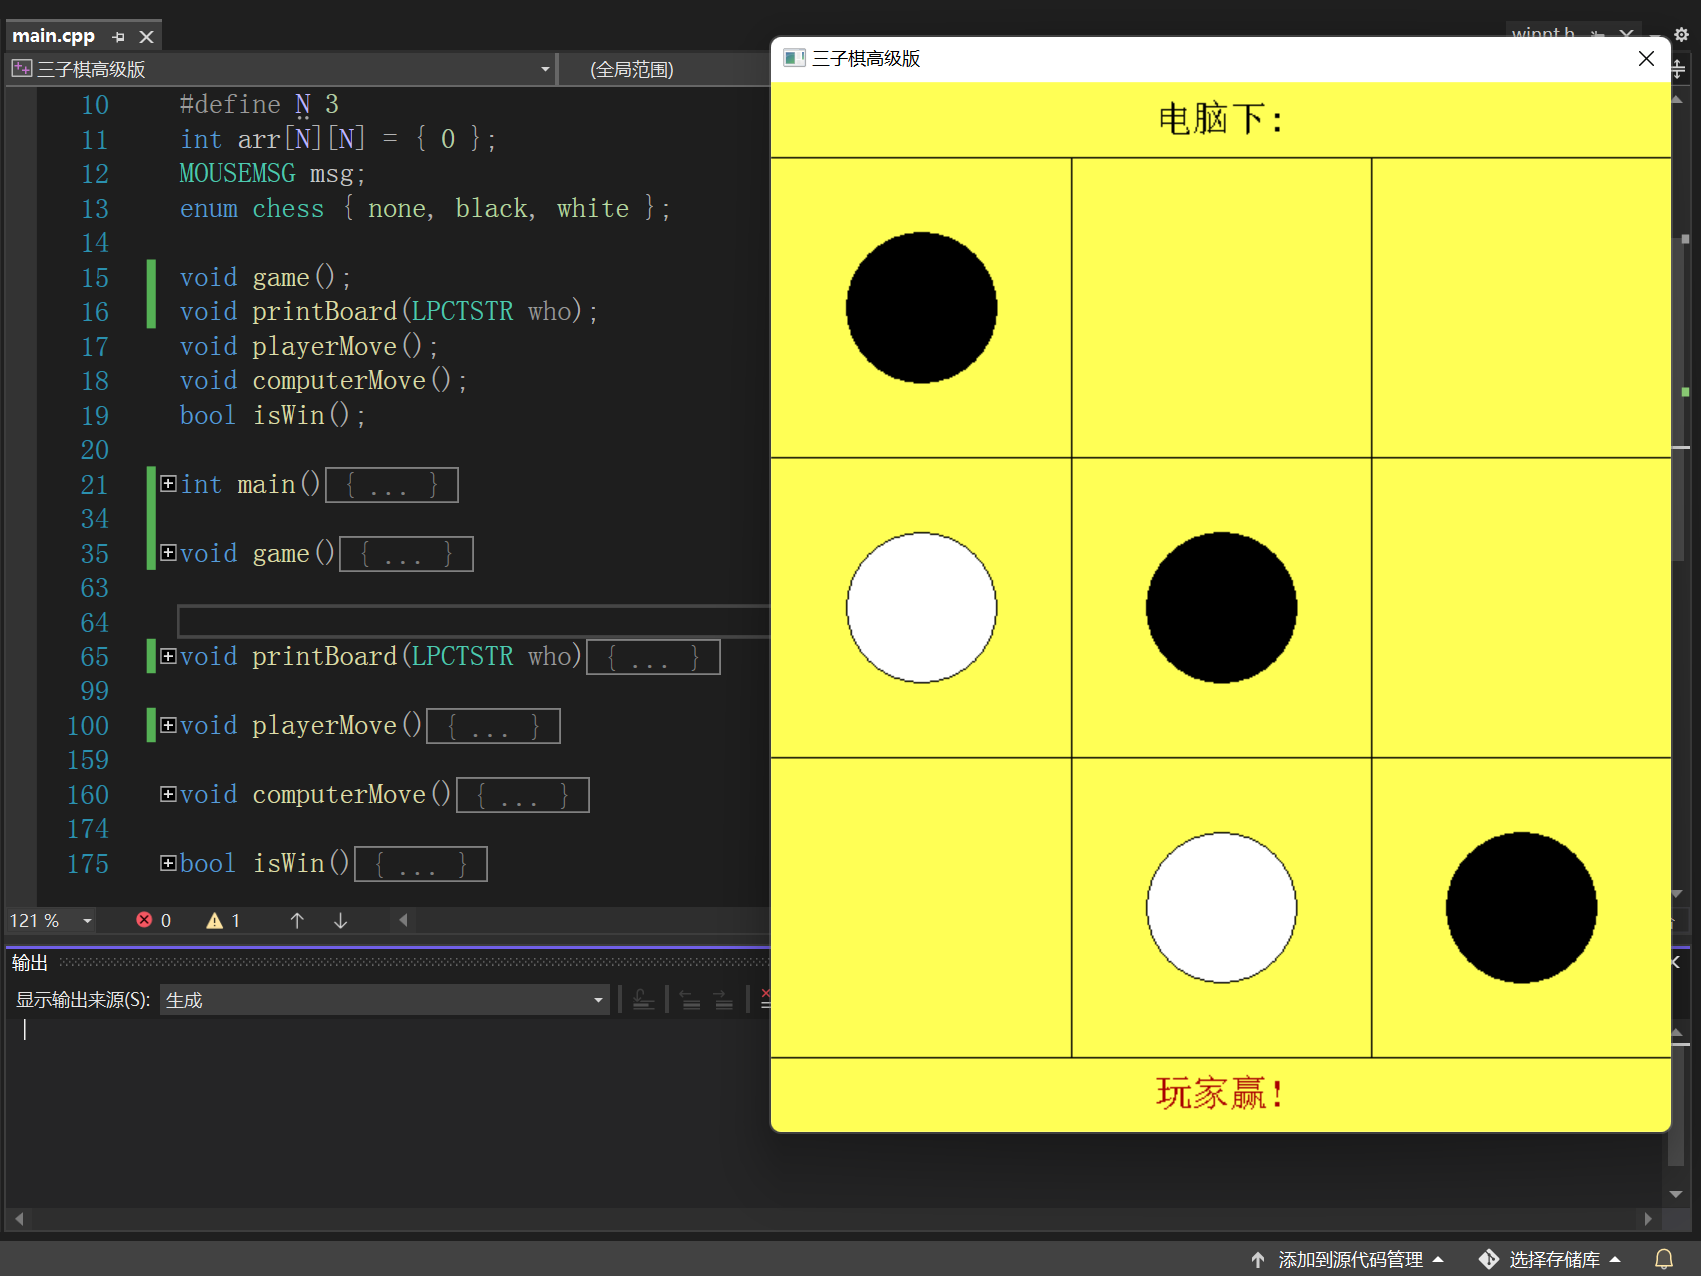 main.cpp
三子棋高级版
(全局范围)
10 #define N 3
11 int arr[N][N] = { 0 };
12 MOUSEMSG msg;
13 enum chess { none, black, white };
14
15 void game();
16 void printBoard(LPCTSTR who);
17 void playerMove();
18 void computerMove();
19 bool isWin();
20
21 int main(){ ... }
34
35 void game(){ ... }
63
64
65 void printBoard(LPCTSTR who){ ... }
99
100 void playerMove(){ ... }
159
160 void computerMove(){ ... }
174
175 bool isWin(){ ... }
121 %
0
1
输出
显示输出来源(S):
生成
三子棋高级版
电脑下:
玩家赢!
添加到源代码管理
选择存储库